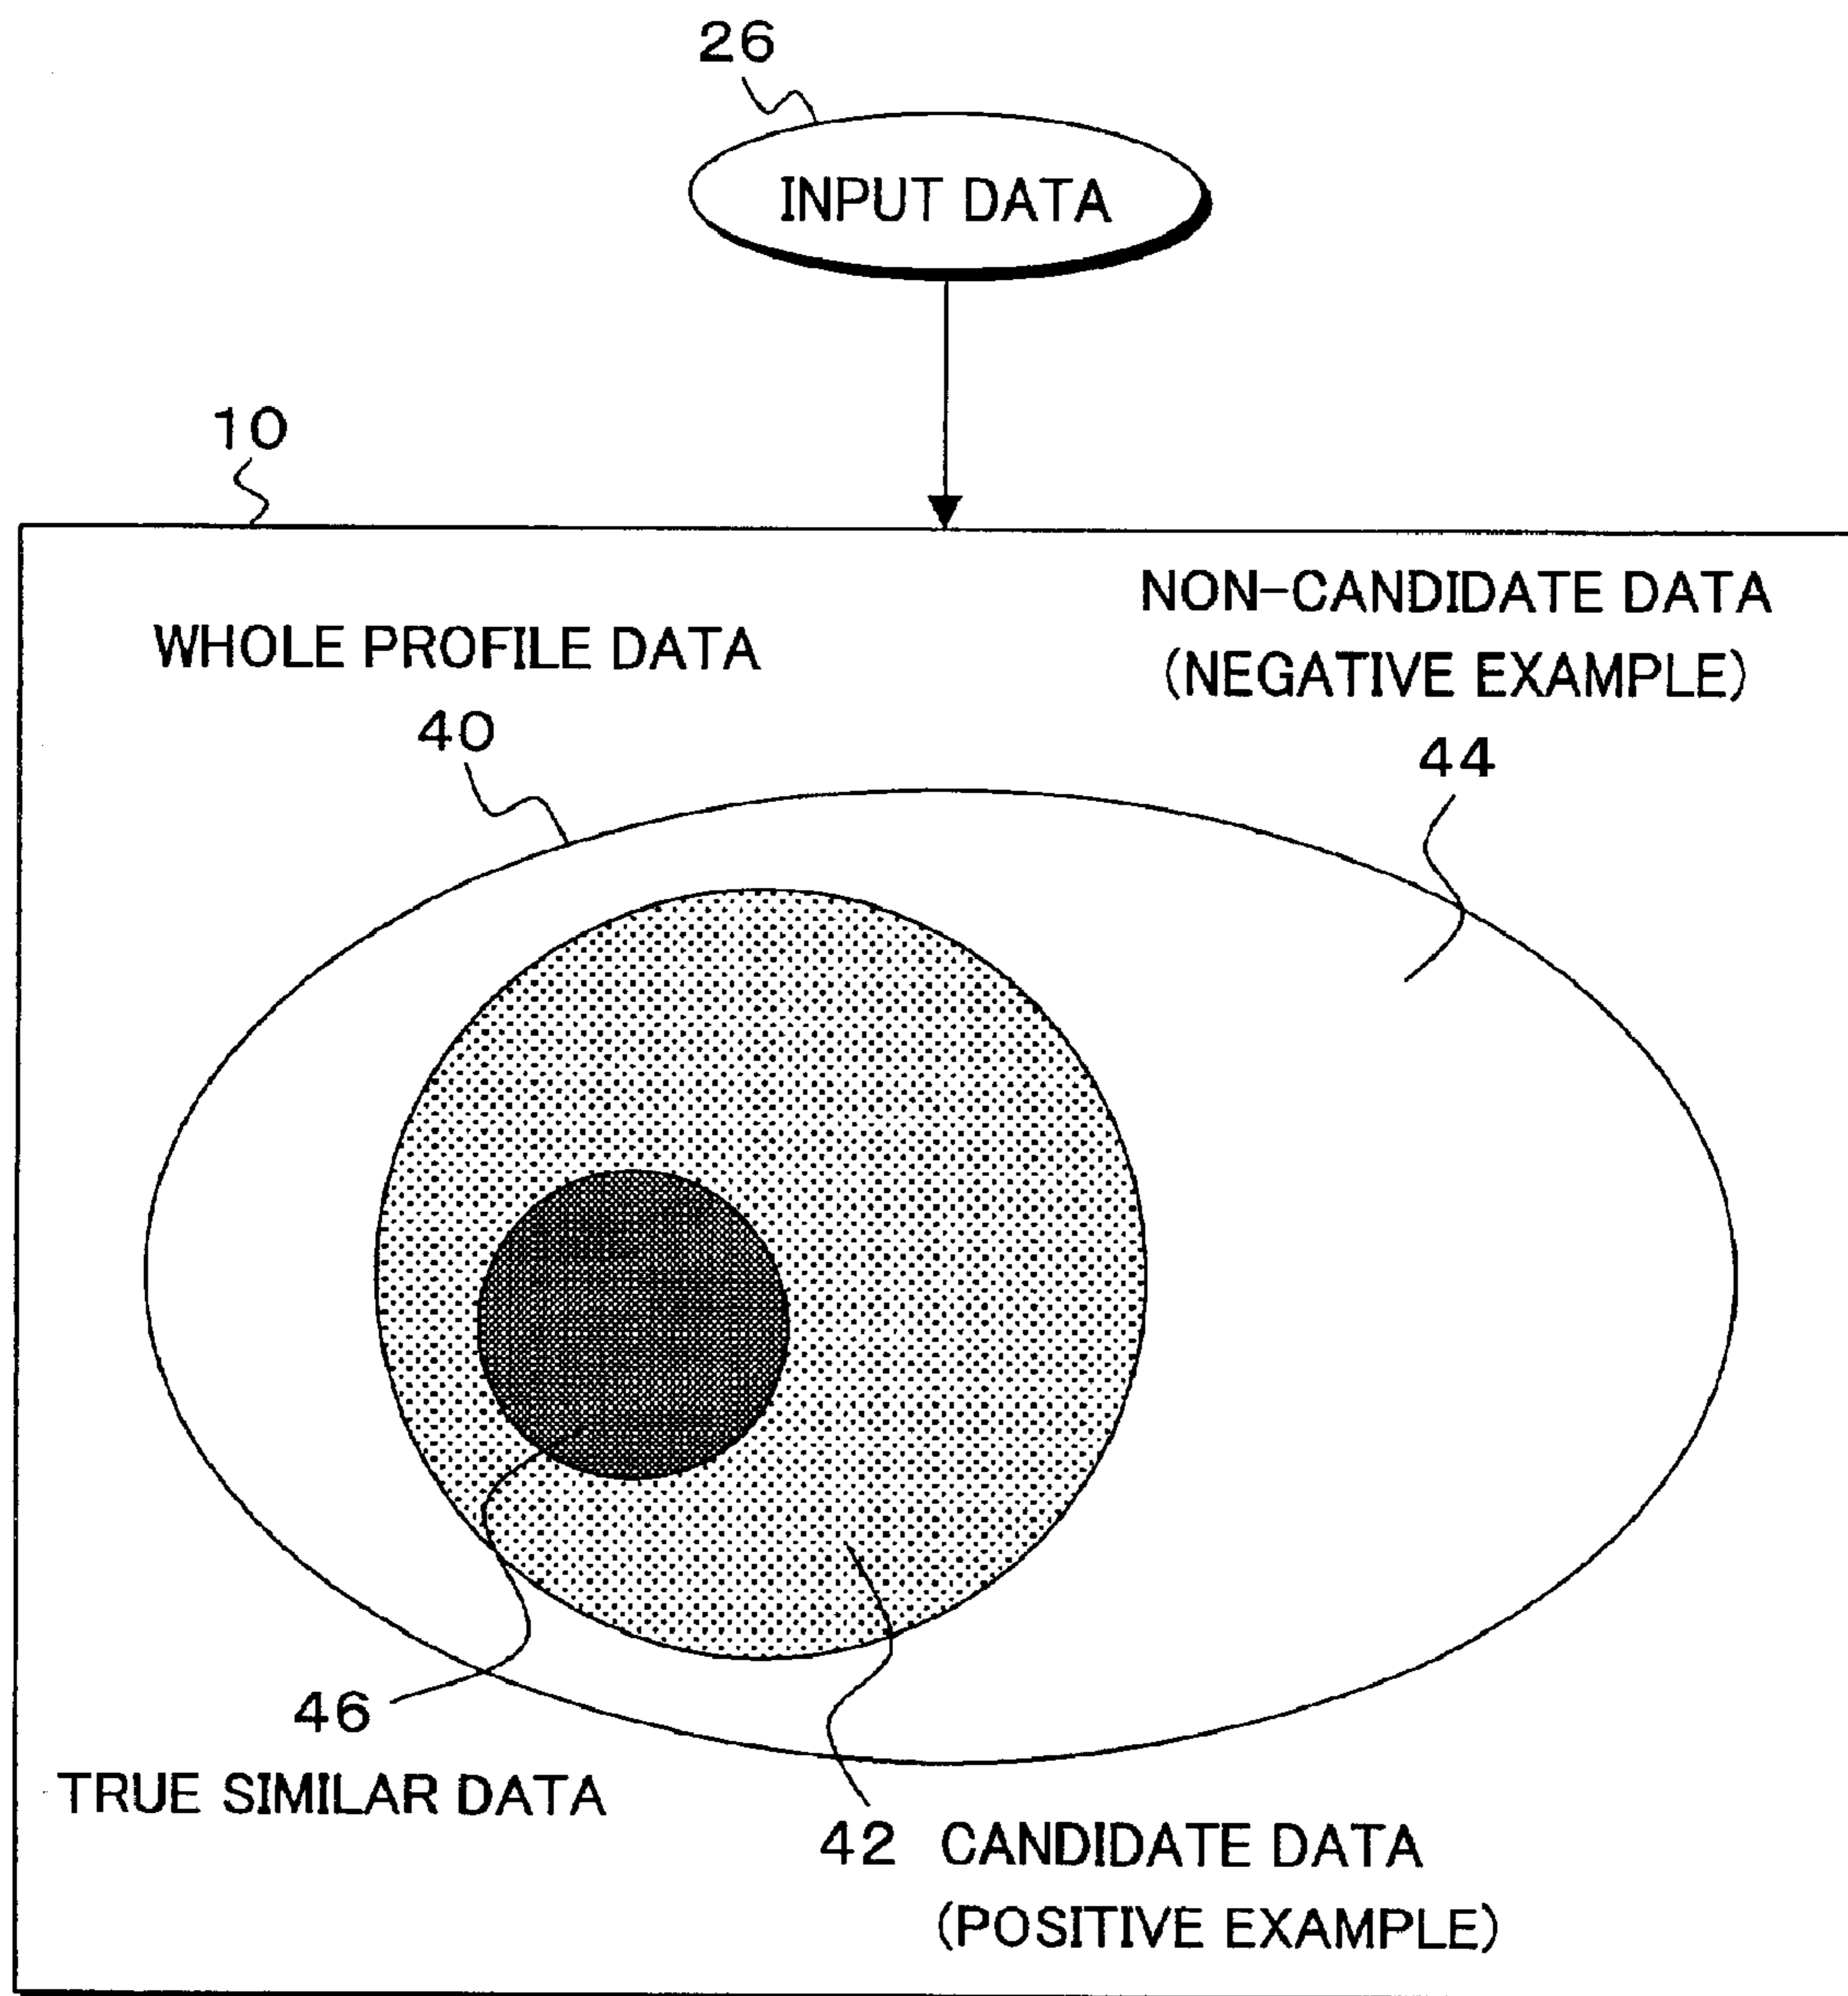 26
INPUT DATA
10
NON-CANDIDATE DATA
(NEGATIVE EXAMPLE)
WHOLE PROFILE DATA
40
44
46
TRUE SIMILAR DATA
42 CANDIDATE DATA
(POSITIVE EXAMPLE)